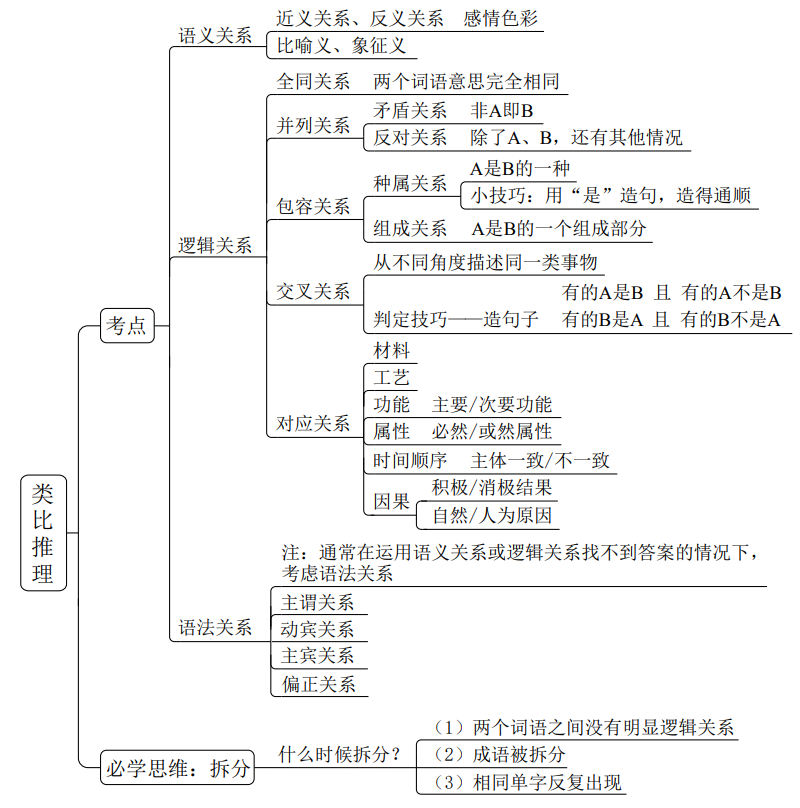 类比推理
考点
语义关系
近义关系、反义关系 感情色彩
比喻义、象征义
逻辑关系
全同关系 两个词语意思完全相同
并列关系
矛盾关系 非A即B
反对关系 除了A、B，还有其他情况
包容关系
种属关系
A是B的一种
小技巧：用“是”造句，造得通顺
组成关系 A是B的一个组成部分
交叉关系
从不同角度描述同一类事物
有的A是B 且 有的A不是B
判定技巧——造句子 有的B是A 且 有的B不是A
对应关系
材料
工艺
功能 主要/次要功能
属性 必然/或然属性
时间顺序 主体一致/不一致
因果
积极/消极结果
自然/人为原因
语法关系
注：通常在运用语义关系或逻辑关系找不到答案的情况下，
考虑语法关系
主谓关系
动宾关系
主宾关系
偏正关系
必学思维：拆分
什么时候拆分？
（1）两个词语之间没有明显逻辑关系
（2）成语被拆分
（3）相同单字反复出现